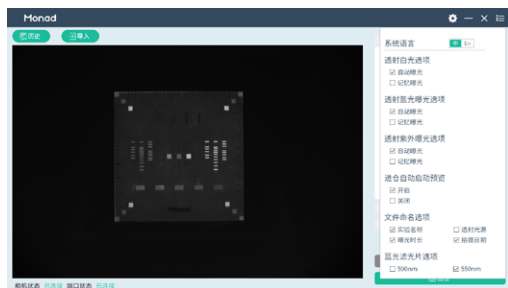 Monad
历史 导入
系统语言 中 En
透射白光选项
自动曝光
记忆曝光
透射蓝光曝光选项
自动曝光
记忆曝光
透射紫外曝光选项
自动曝光
记忆曝光
进仓自动启动预览
开启
关闭
文件命名选项
实验名称 透射光源
曝光时长 拍摄日期
蓝光滤光片选项
590nm 550nm
相机状态 已连接 端口状态 已连接